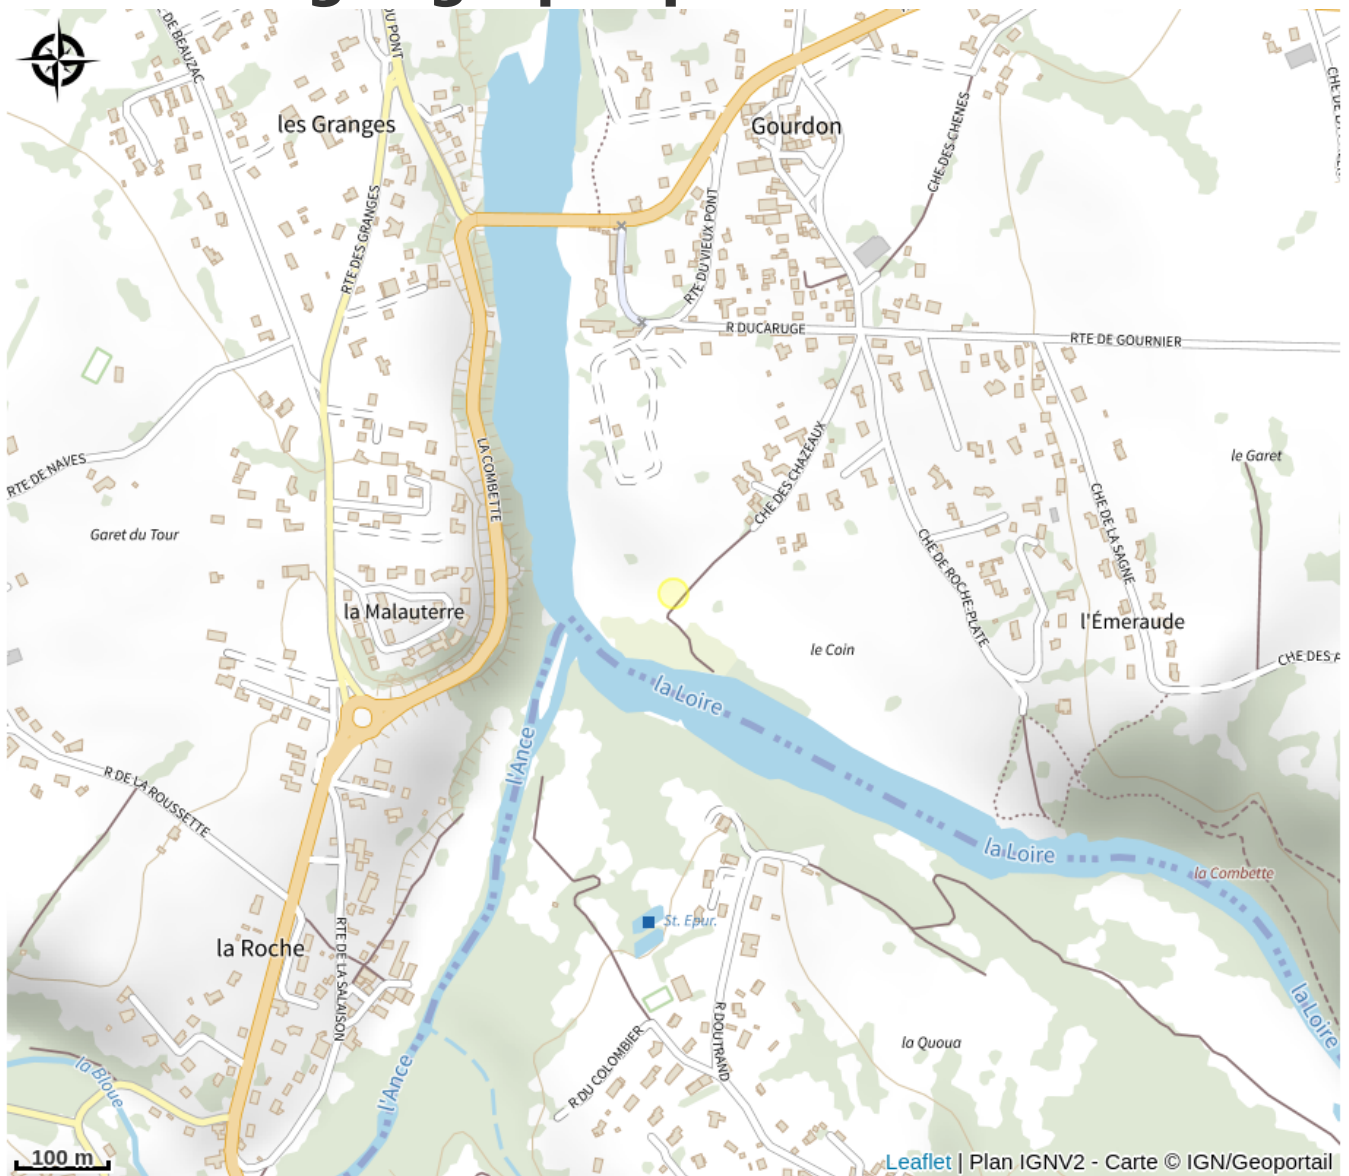 DE BEAUZAC
DU PONT
les Granges
Gourdon
CHE DES CHENES
RTE DES GRANGES
RTE DU VIEUX PONT
R DUCARUGE
RTE DE GOURNIER
LA COMBETTE
CHE DES CHAZEAUX
le Garet
RTE DE NAVES
Garet du Tour
CHE DE LA SAGNE
CHE DE ROCHE-PLATE
la Malauterre
l'Émeraude
le Coin
CHE DES
la Loire
l'Ance
R DE LA ROUSSETTE
la Loire
la Combette
St. Epur.
la Roche
RTE DE LA SALAISON
la Loire
R DOUTRAND
la Quoua
R DU COLOMBIER
l'Ance
la Bloue
100 m
Leaflet | Plan IGNV2 - Carte © IGN/Geoportail